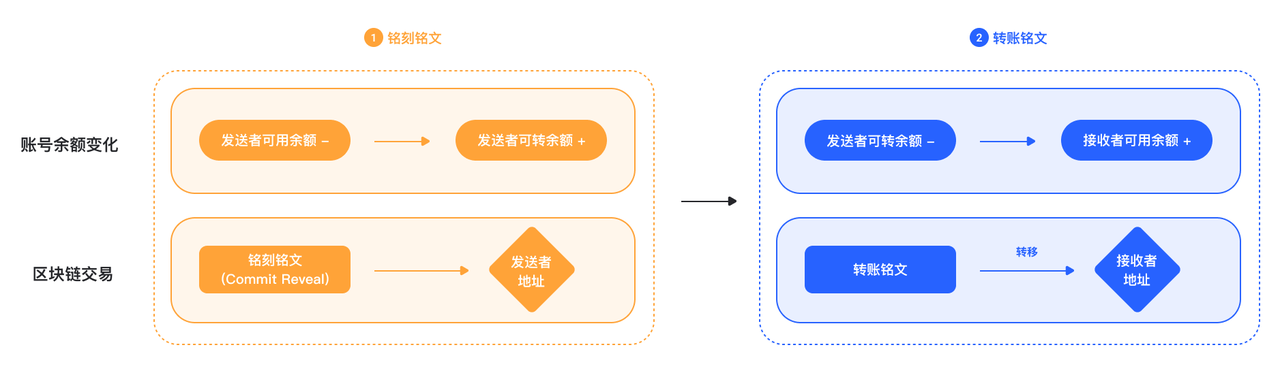 1 铭刻铭文
2 转账铭文
账号余额变化
发送者可用余额 −
发送者可转余额 +
发送者可转余额 −
接收者可用余额 +
区块链交易
铭刻铭文
(Commit Reveal)
发送者
地址
转账铭文
转移
接收者
地址